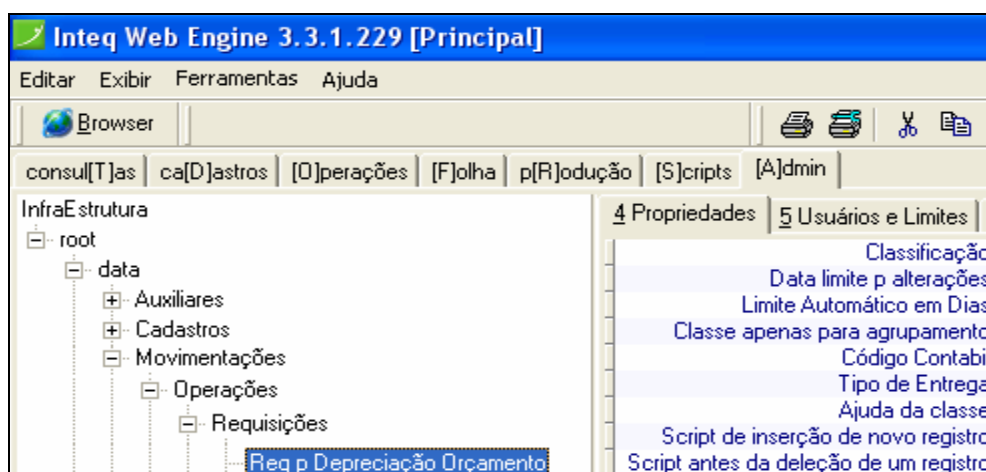 Inteq Web Engine 3.3.1.229 [Principal]
Editar Exibir Ferramentas Ajuda
Browser
consul[T]as ca[D]astros [O]perações [F]olha p[R]odução [S]cripts [A]dmin
InfraEstrutura
root
data
Auxiliares
Cadastros
Movimentações
Operações
Requisições
Req p Depreciação Orçamento
4 Propriedades 5 Usuários e Limites
Classificação
Data limite p alterações
Limite Automático em Dias
Classe apenas para agrupamento
Código Contabi
Tipo de Entrega
Ajuda da classe
Script de inserção de novo registro
Script antes da deleção de um registro